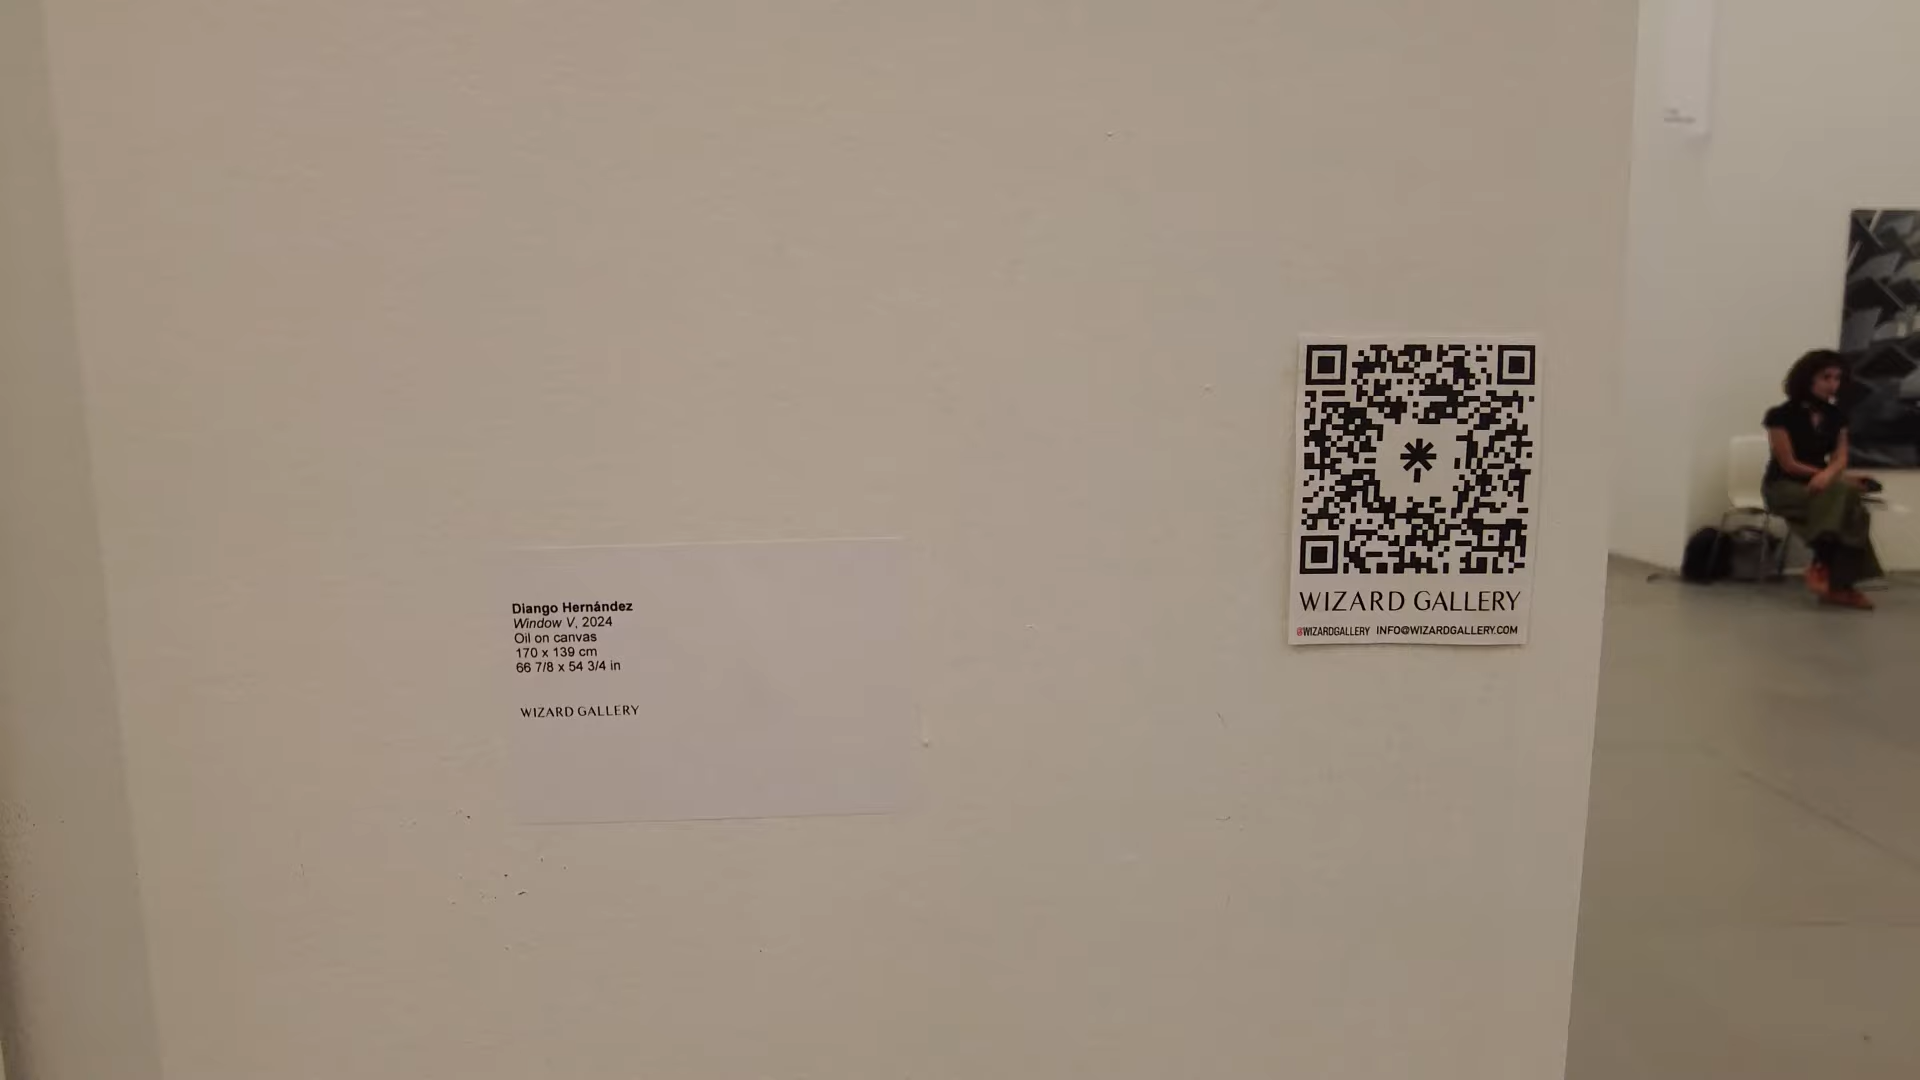 Diango Hernández
Window V, 2024
Oil on canvas
170 x 139 cm
66 7/8 x 54 3/4 in
WIZARD GALLERY
WIZARD GALLERY
@WIZARDGALLERY INFO@WIZARDGALLERY.COM